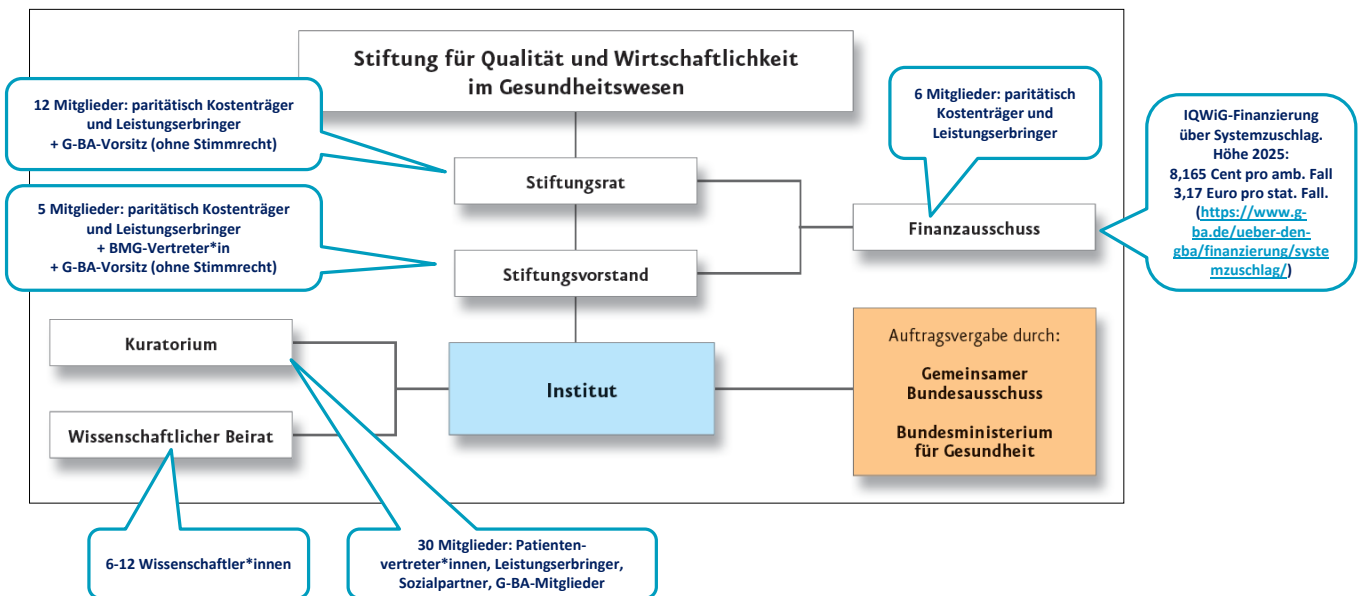 Stiftung für Qualität und Wirtschaftlichkeit
im Gesundheitswesen
12 Mitglieder: paritätisch Kostenträger
und Leistungserbringer
+ G-BA-Vorsitz (ohne Stimmrecht)
6 Mitglieder: paritätisch
Kostenträger und
Leistungserbringer
IQWiG-Finanzierung
über Systemzuschlag.
Höhe 2025:
8,165 Cent pro amb. Fall
3,17 Euro pro stat. Fall.
(https://www.g-
ba.de/ueber-den-
gba/finanzierung/syste
mzuschlag/)
Stiftungsrat
5 Mitglieder: paritätisch Kostenträger
und Leistungserbringer
+ BMG-Vertreter*in
+ G-BA-Vorsitz (ohne Stimmrecht)
Finanzausschuss
Stiftungsvorstand
Kuratorium
Institut
Auftragsvergabe durch:
Gemeinsamer
Bundesausschuss
Bundesministerium
für Gesundheit
Wissenschaftlicher Beirat
6-12 Wissenschaftler*innen
30 Mitglieder: Patienten-
vertreter*innen, Leistungserbringer,
Sozialpartner, G-BA-Mitglieder